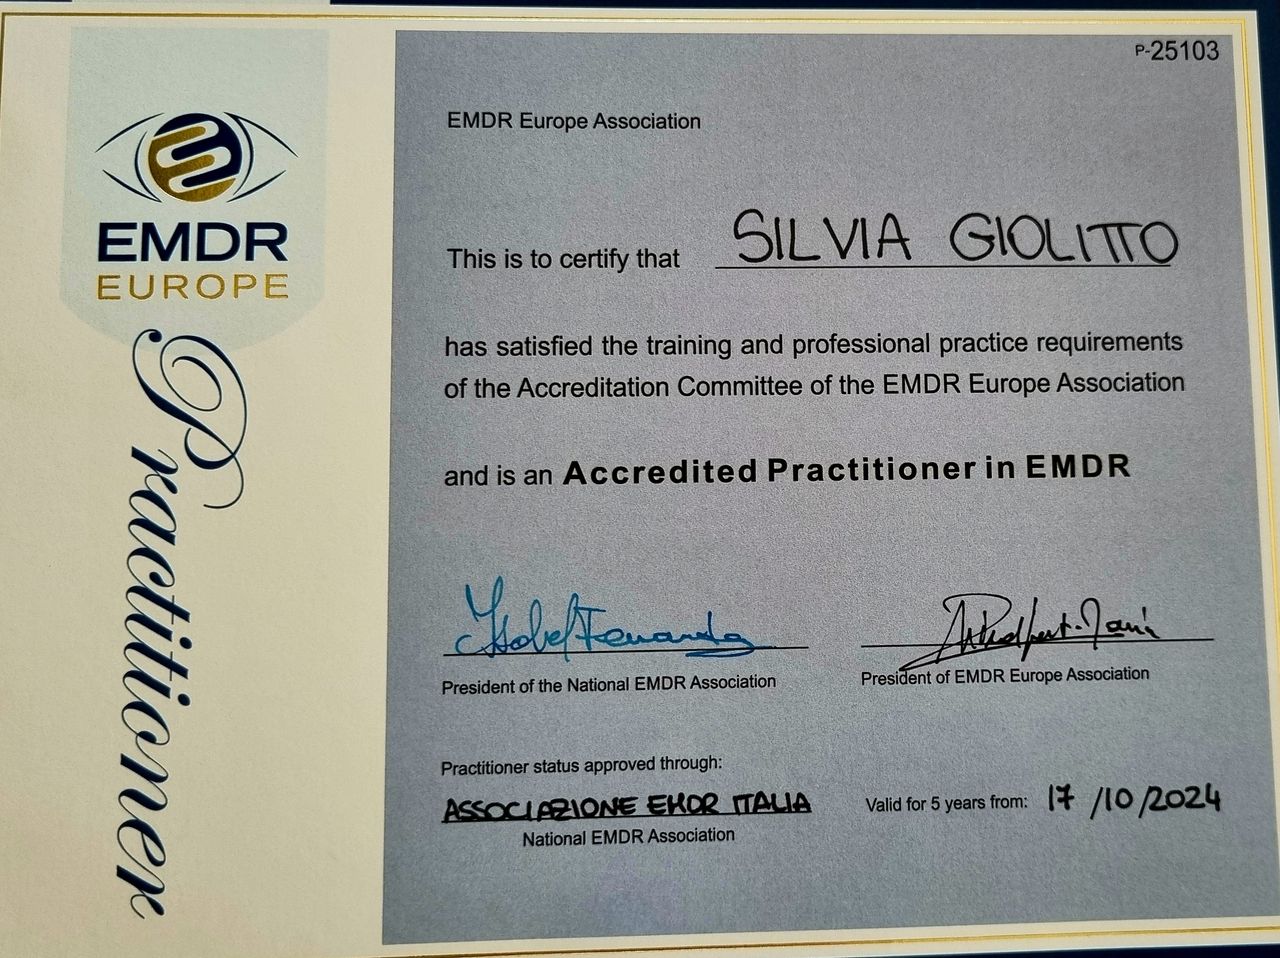 EMDR
EUROPE
Practitioner
P-25103
EMDR Europe Association
This is to certify that SILVIA GIOLITTO
has satisfied the training and professional practice requirements
of the Accreditation Committee of the EMDR Europe Association
and is an Accredited Practitioner in EMDR
Isabel Fernandez
President of the National EMDR Association
President of EMDR Europe Association
Practitioner status approved through:
ASSOCIAZIONE EMDR ITALIA
National EMDR Association
Valid for 5 years from: 17/10/2024